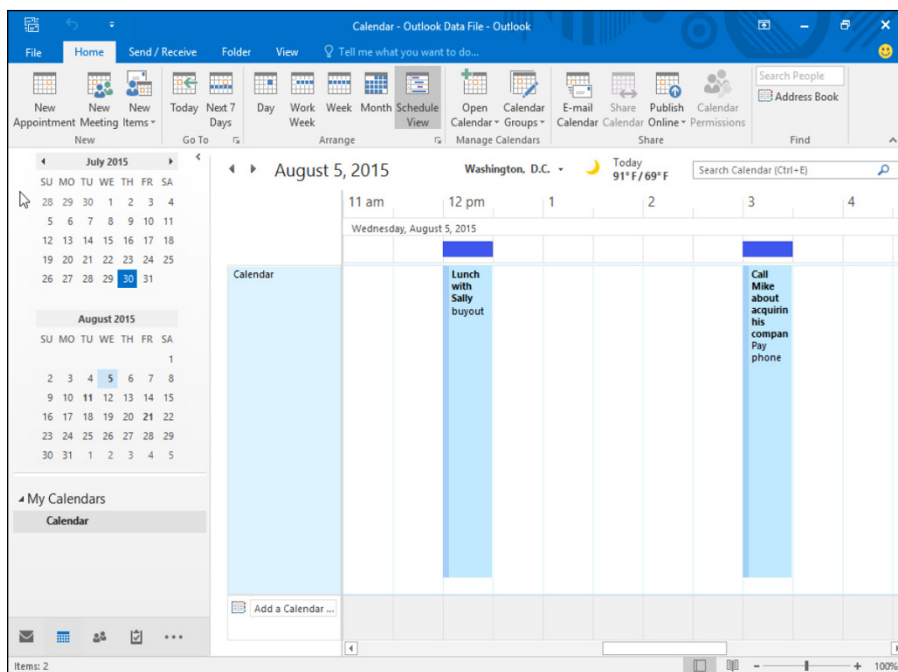 Calendar - Outlook Data File - Outlook
File Home Send / Receive Folder View Tell me what you want to do...
New Appointment
New Meeting
New Items
Today
Next 7 Days
Day
Work Week
Week
Month
Schedule View
Open Calendar
Calendar Groups
E-mail Calendar
Share Calendar
Publish Online
Calendar Permissions
Search People
Address Book
New Go To Arrange Manage Calendars Share Find
July 2015
SU MO TU WE TH FR SA
28 29 30 1 2 3 4
5 6 7 8 9 10 11
12 13 14 15 16 17 18
19 20 21 22 23 24 25
26 27 28 29 30 31
August 2015
SU MO TU WE TH FR SA
1
2 3 4 5 6 7 8
9 10 11 12 13 14 15
16 17 18 19 20 21 22
23 24 25 26 27 28 29
30 31 1 2 3 4 5
My Calendars
Calendar
August 5, 2015
Washington, D.C.
Today
91° F / 69° F
Search Calendar (Ctrl+E)
11 am 12 pm 1 2 3 4
Wednesday, August 5, 2015
Calendar
Lunch
with
Sally
buyout
Call
Mike
about
acquirin
his
compan
Pay
phone
Add a Calendar ...
Items: 2
100%